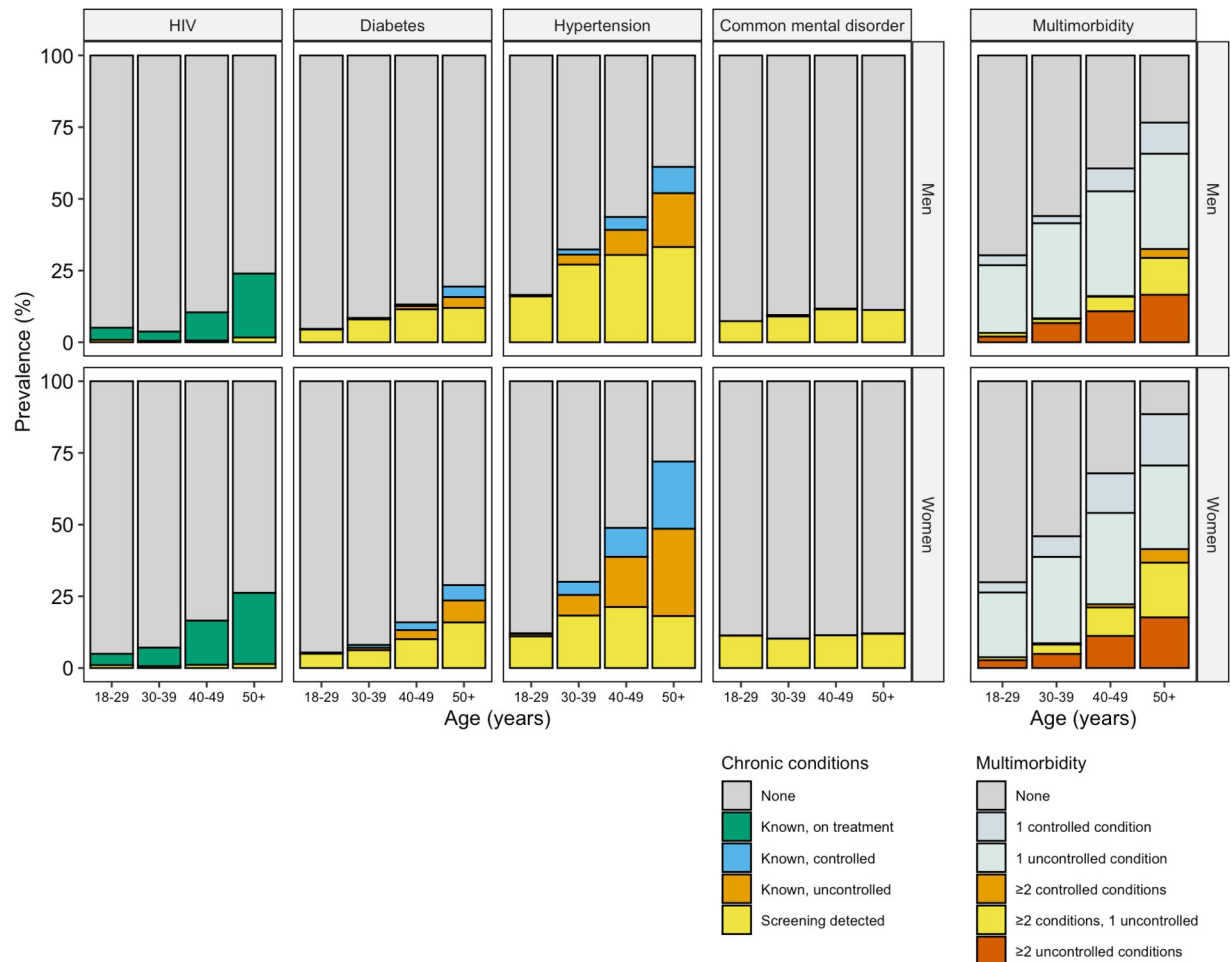 HIV
Diabetes
Hypertension
Common mental disorder
Multimorbidity
Prevalence (%)
100
75
50
25
0
Men
100
75
50
25
0
Women
18-29 30-39 40-49 50+
18-29 30-39 40-49 50+
18-29 30-39 40-49 50+
18-29 30-39 40-49 50+
18-29 30-39 40-49 50+
Age (years)
Age (years)
Chronic conditions
None
Known, on treatment
Known, controlled
Known, uncontrolled
Screening detected
Multimorbidity
None
1 controlled condition
1 uncontrolled condition
≥2 controlled conditions
≥2 conditions, 1 uncontrolled
≥2 uncontrolled conditions